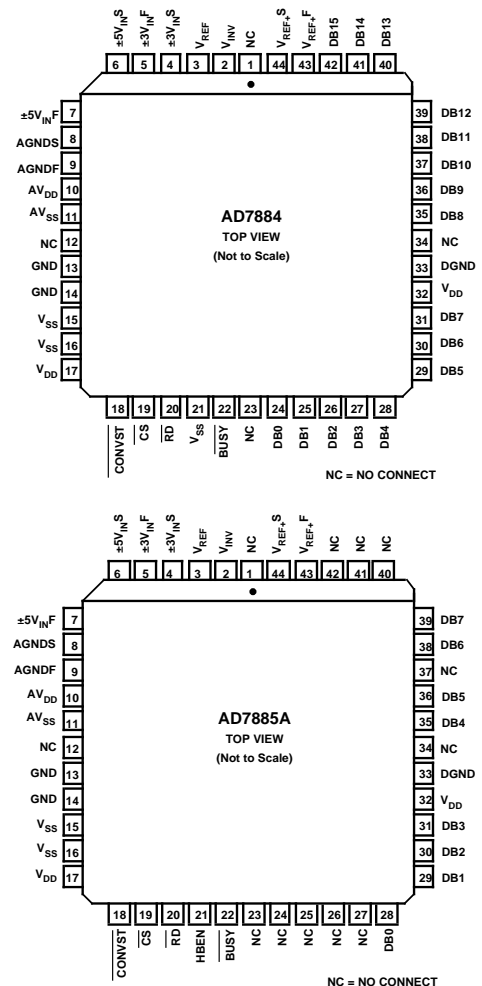 ±5VINS ±3VINF ±3VINS VREF VINV NC VREF+S VREF+F DB15 DB14 DB13
6 5 4 3 2 1 44 43 42 41 40
±5VINF 7
AGNDS 8
AGNDF 9
AVDD 10
AVSS 11
NC 12
GND 13
GND 14
VSS 15
VSS 16
VDD 17
AD7884
TOP VIEW
(Not to Scale)
39 DB12
38 DB11
37 DB10
36 DB9
35 DB8
34 NC
33 DGND
32 VDD
31 DB7
30 DB6
29 DB5
18 19 20 21 22 23 24 25 26 27 28
CONVST CS RD VSS BUSY NC DB0 DB1 DB2 DB3 DB4
NC = NO CONNECT
±5VINS ±3VINF ±3VINS VREF VINV NC VREF+S VREF+F NC NC NC
6 5 4 3 2 1 44 43 42 41 40
±5VINF 7
AGNDS 8
AGNDF 9
AVDD 10
AVSS 11
NC 12
GND 13
GND 14
VSS 15
VSS 16
VDD 17
AD7885A
TOP VIEW
(Not to Scale)
39 DB7
38 DB6
37 NC
36 DB5
35 DB4
34 NC
33 DGND
32 VDD
31 DB3
30 DB2
29 DB1
18 19 20 21 22 23 24 25 26 27 28
CONVST CS RD HBEN BUSY NC NC NC NC NC DB0
NC = NO CONNECT